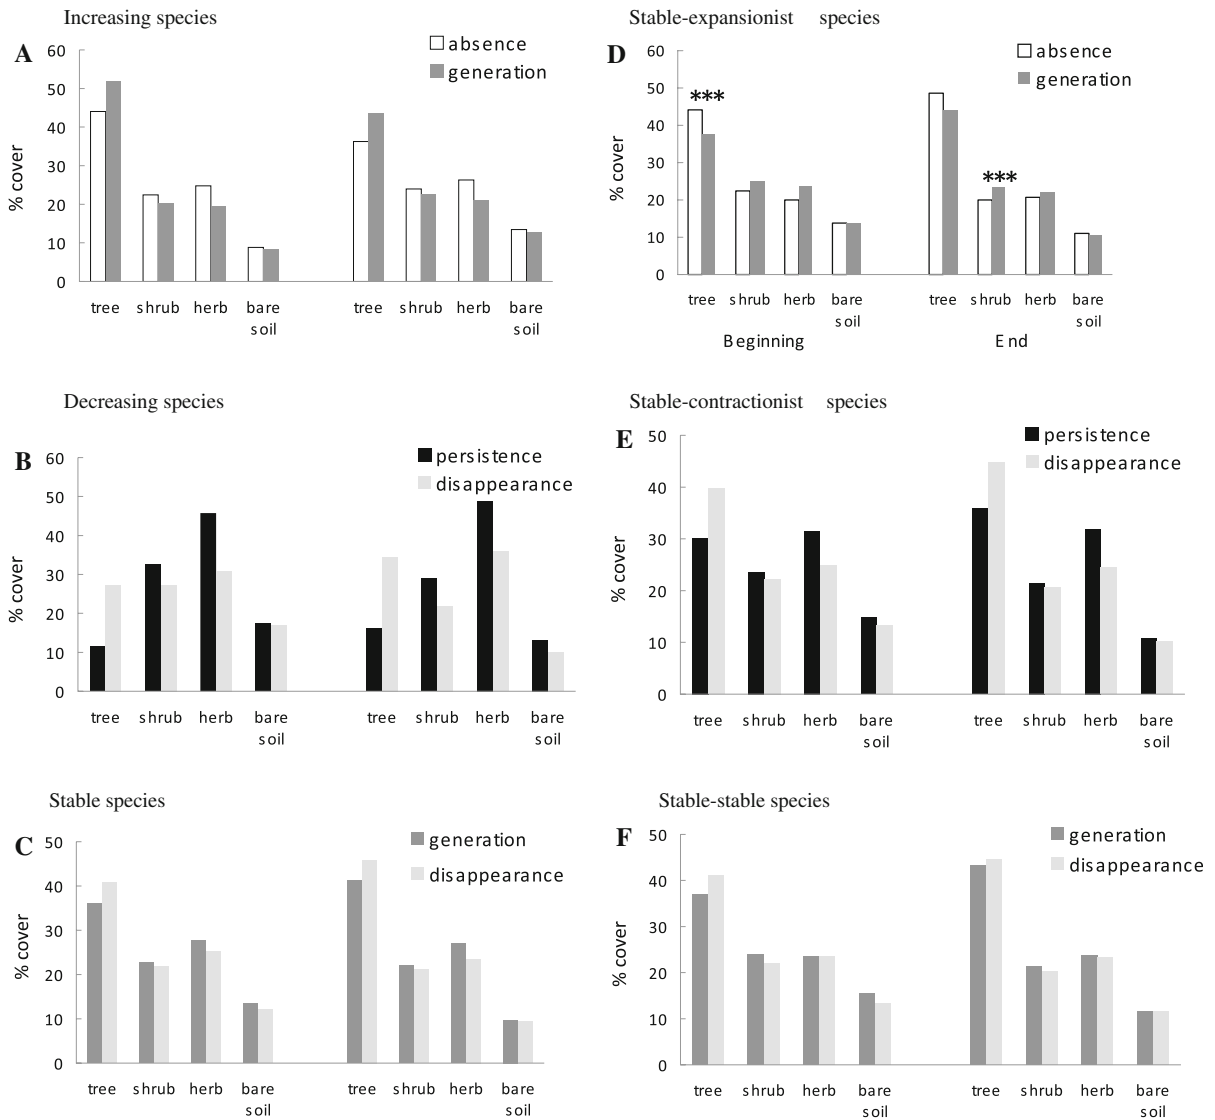 Increasing species
A
absence
generation
60
50
40
30
20
10
0
% cover
tree shrub herb bare soil tree shrub herb bare soil
Stable-expansionist species
D
absence
generation
60
50
40
30
20
10
0
% cover
***
***
tree shrub herb bare soil tree shrub herb bare soil
Beginning End
Decreasing species
B
persistence
disappearance
60
50
40
30
20
10
0
% cover
tree shrub herb bare soil tree shrub herb bare soil
Stable-contractionist species
E
persistence
disappearance
50
40
30
20
10
0
% cover
tree shrub herb bare soil tree shrub herb bare soil
Stable species
C
generation
disappearance
50
40
30
20
10
0
% cover
tree shrub herb bare soil tree shrub herb bare soil
Stable-stable species
F
generation
disappearance
50
40
30
20
10
0
% cover
tree shrub herb bare soil tree shrub herb bare soil